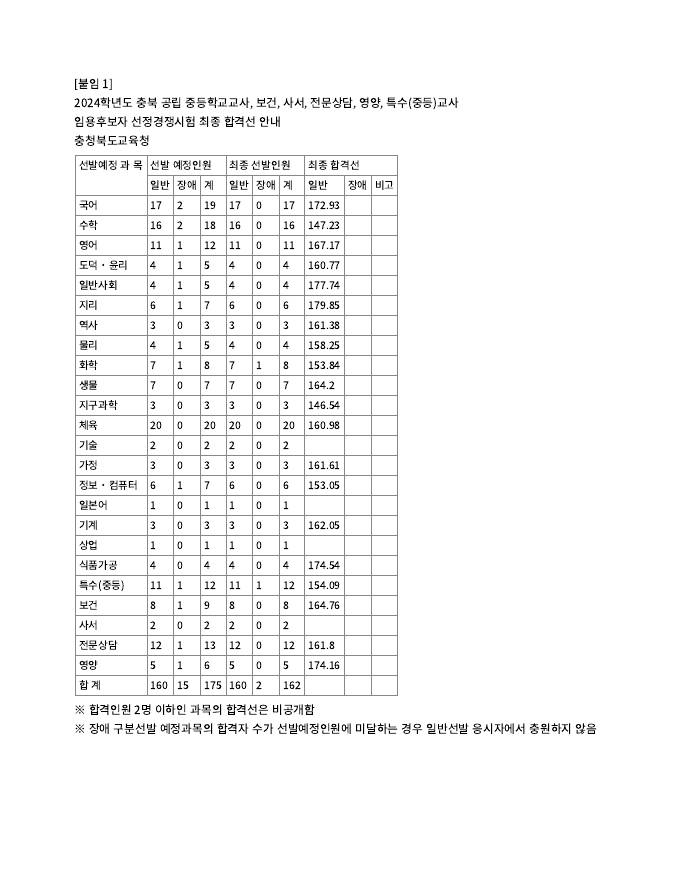 [붙임 1]
2024학년도 충북 공립 중등학교교사, 보건, 사서, 전문상담, 영양, 특수(중등)교사
임용후보자 선정경쟁시험 최종 합격선 안내
충청북도교육청
선발예정 과 목 선발 예정인원 최종 선발인원 최종 합격선
일반 장애 계 일반 장애 계 일반 장애 비고
국어 17 2 19 17 0 17 172.93
수학 16 2 18 16 0 16 147.23
영어 11 1 12 11 0 11 167.17
도덕・윤리 4 1 5 4 0 4 160.77
일반사회 4 1 5 4 0 4 177.74
지리 6 1 7 6 0 6 179.85
역사 3 0 3 3 0 3 161.38
물리 4 1 5 4 0 4 158.25
화학 7 1 8 7 1 8 153.84
생물 7 0 7 7 0 7 164.2
지구과학 3 0 3 3 0 3 146.54
체육 20 0 20 20 0 20 160.98
기술 2 0 2 2 0 2
가정 3 0 3 3 0 3 161.61
정보・컴퓨터 6 1 7 6 0 6 153.05
일본어 1 0 1 1 0 1
기계 3 0 3 3 0 3 162.05
상업 1 0 1 1 0 1
식품가공 4 0 4 4 0 4 174.54
특수(중등) 11 1 12 11 1 12 154.09
보건 8 1 9 8 0 8 164.76
사서 2 0 2 2 0 2
전문상담 12 1 13 12 0 12 161.8
영양 5 1 6 5 0 5 174.16
합 계 160 15 175 160 2 162
※ 합격인원 2명 이하인 과목의 합격선은 비공개함
※ 장애 구분선발 예정과목의 합격자 수가 선발예정인원에 미달하는 경우 일반선발 응시자에서 충원하지 않음